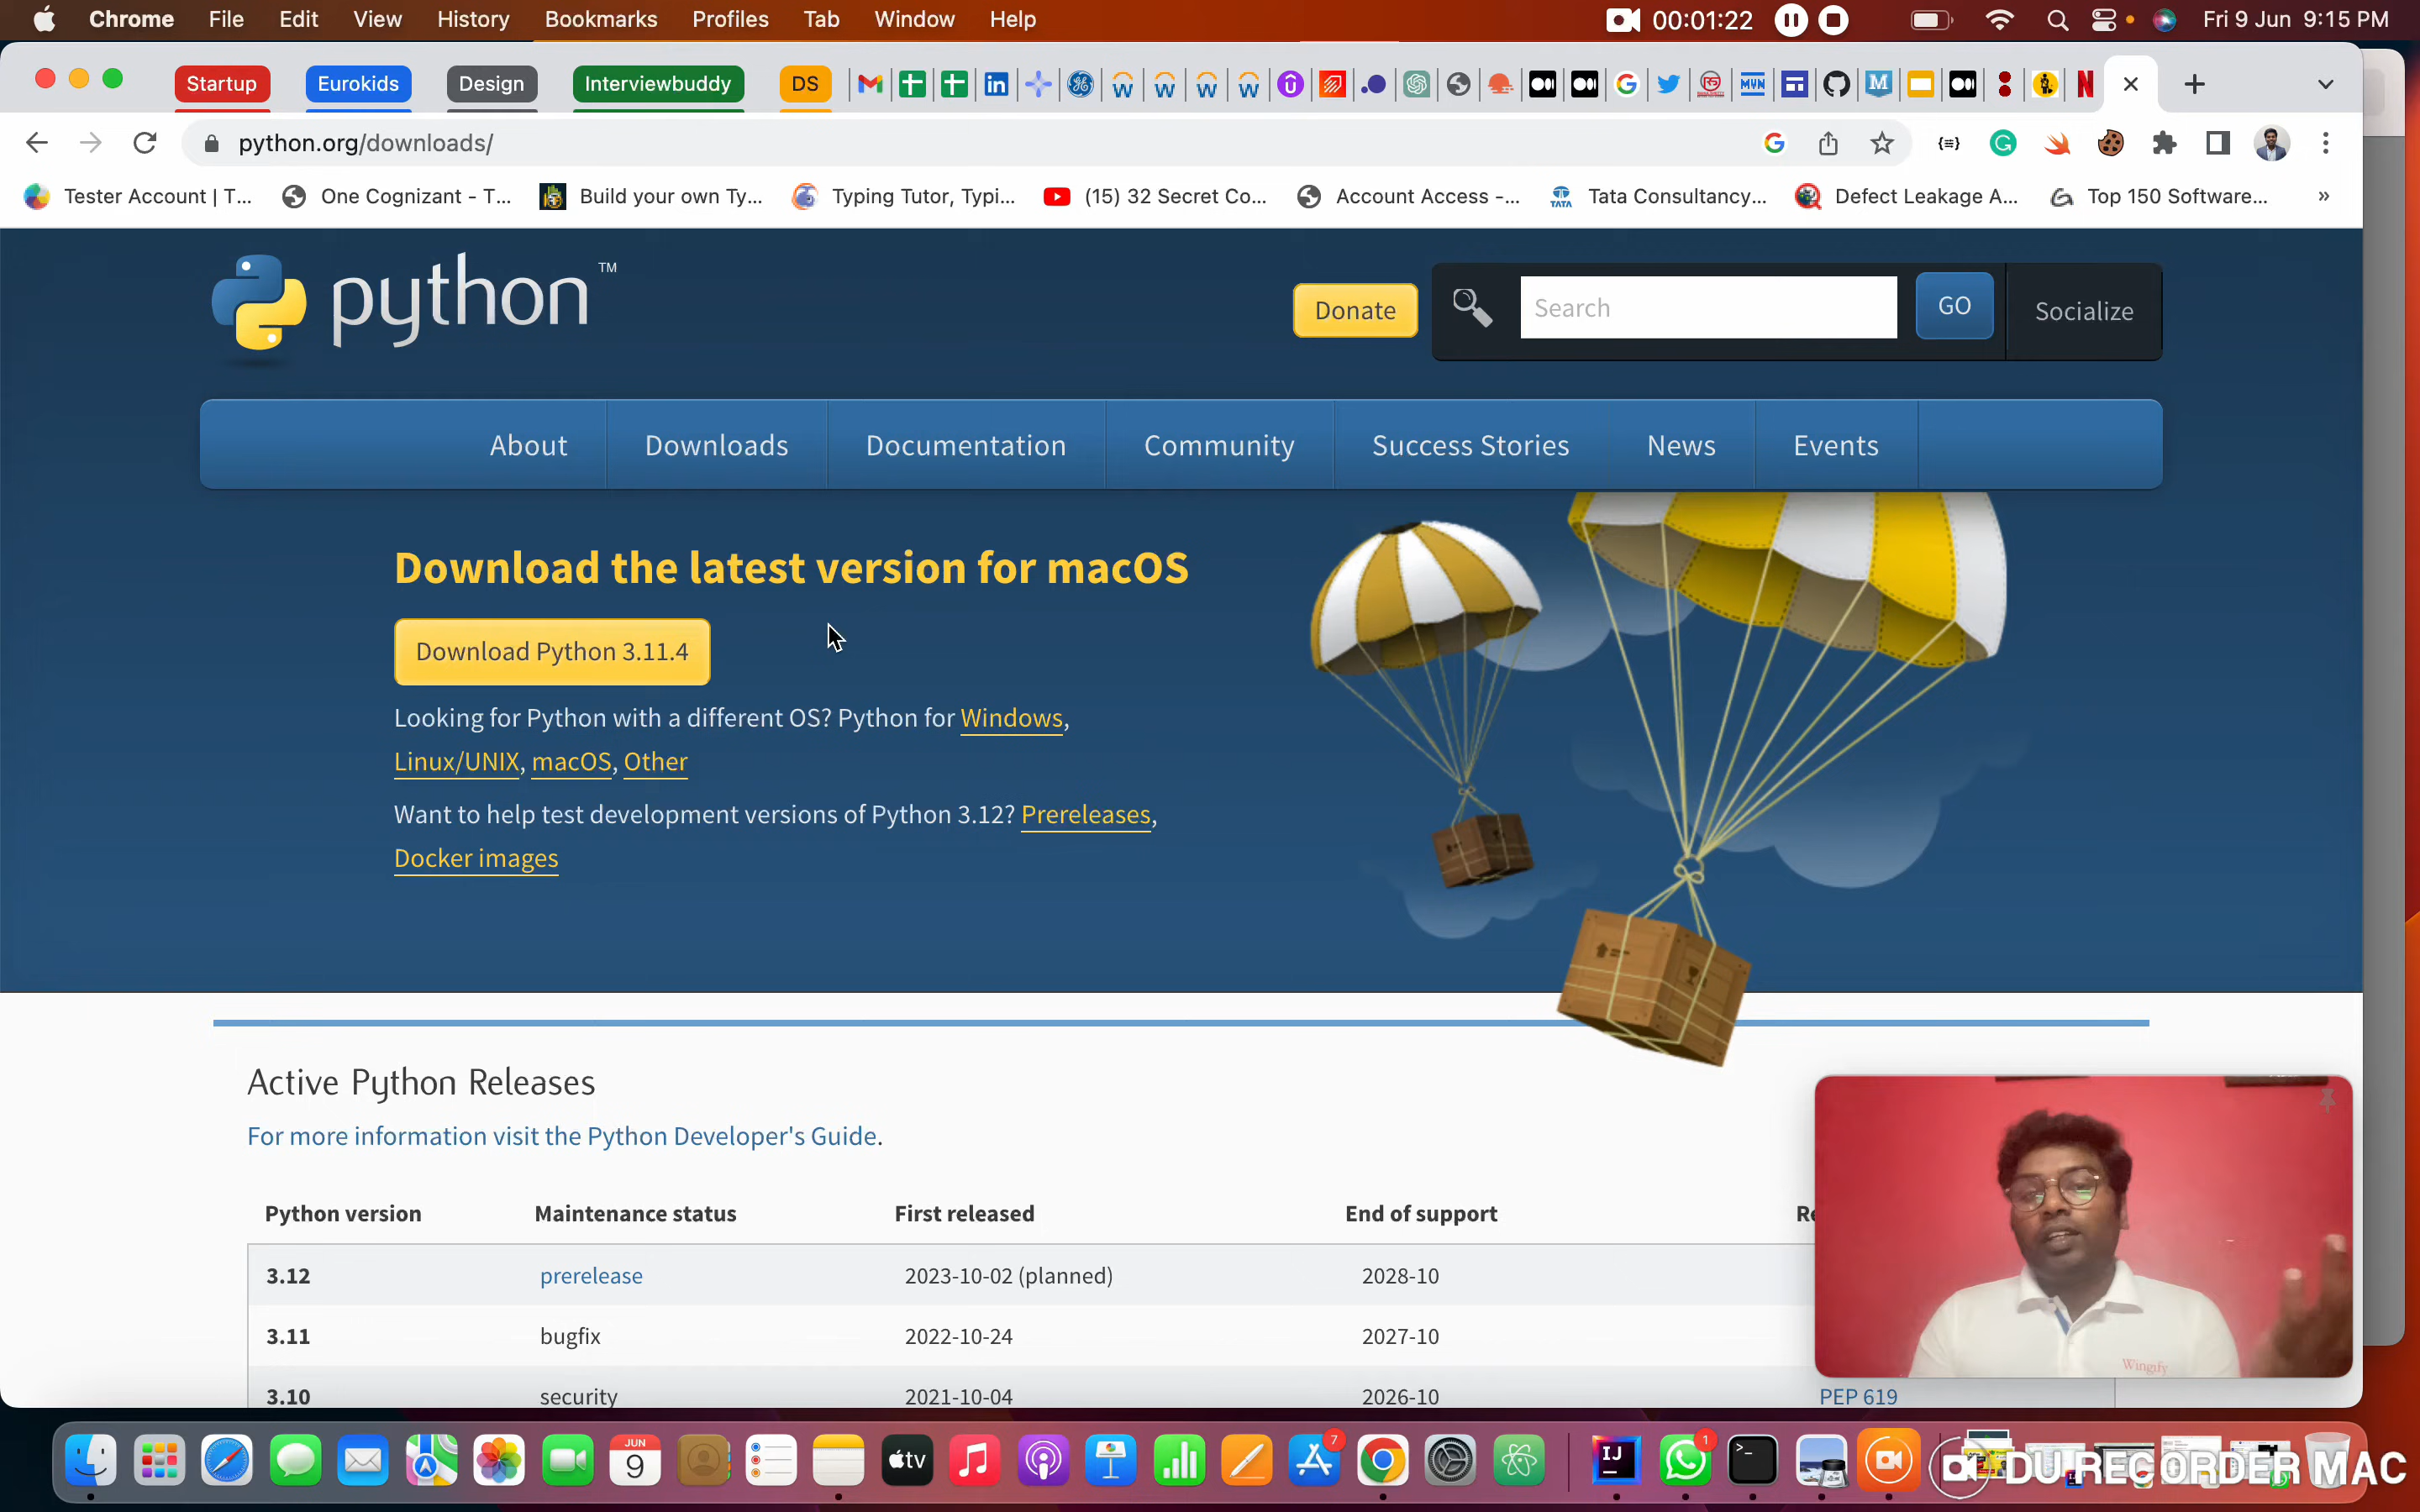 Chrome File Edit View History Bookmarks Profiles Tab Window Help 00:01:22 Fri 9 Jun 9:15 PM
Startup Eurokids Design Interviewbuddy DS
python.org/downloads/
Tester Account | T... One Cognizant - T... Build your own Ty... Typing Tutor, Typi... (15) 32 Secret Co... Account Access -... Tata Consultancy... Defect Leakage A... Top 150 Software... »
python™
Donate Search GO Socialize
About Downloads Documentation Community Success Stories News Events
Download the latest version for macOS
Download Python 3.11.4
Looking for Python with a different OS? Python for Windows,
Linux/UNIX, macOS, Other
Want to help test development versions of Python 3.12? Prereleases,
Docker images
Active Python Releases
For more information visit the Python Developer's Guide.
Python version Maintenance status First released End of support
3.12 prerelease 2023-10-02 (planned) 2028-10
3.11 bugfix 2022-10-24 2027-10
3.10 security 2021-10-04 2026-10 PEP 619
Wingify
JUN
9
tv
7
IJ
1
DU RECORDER MAC